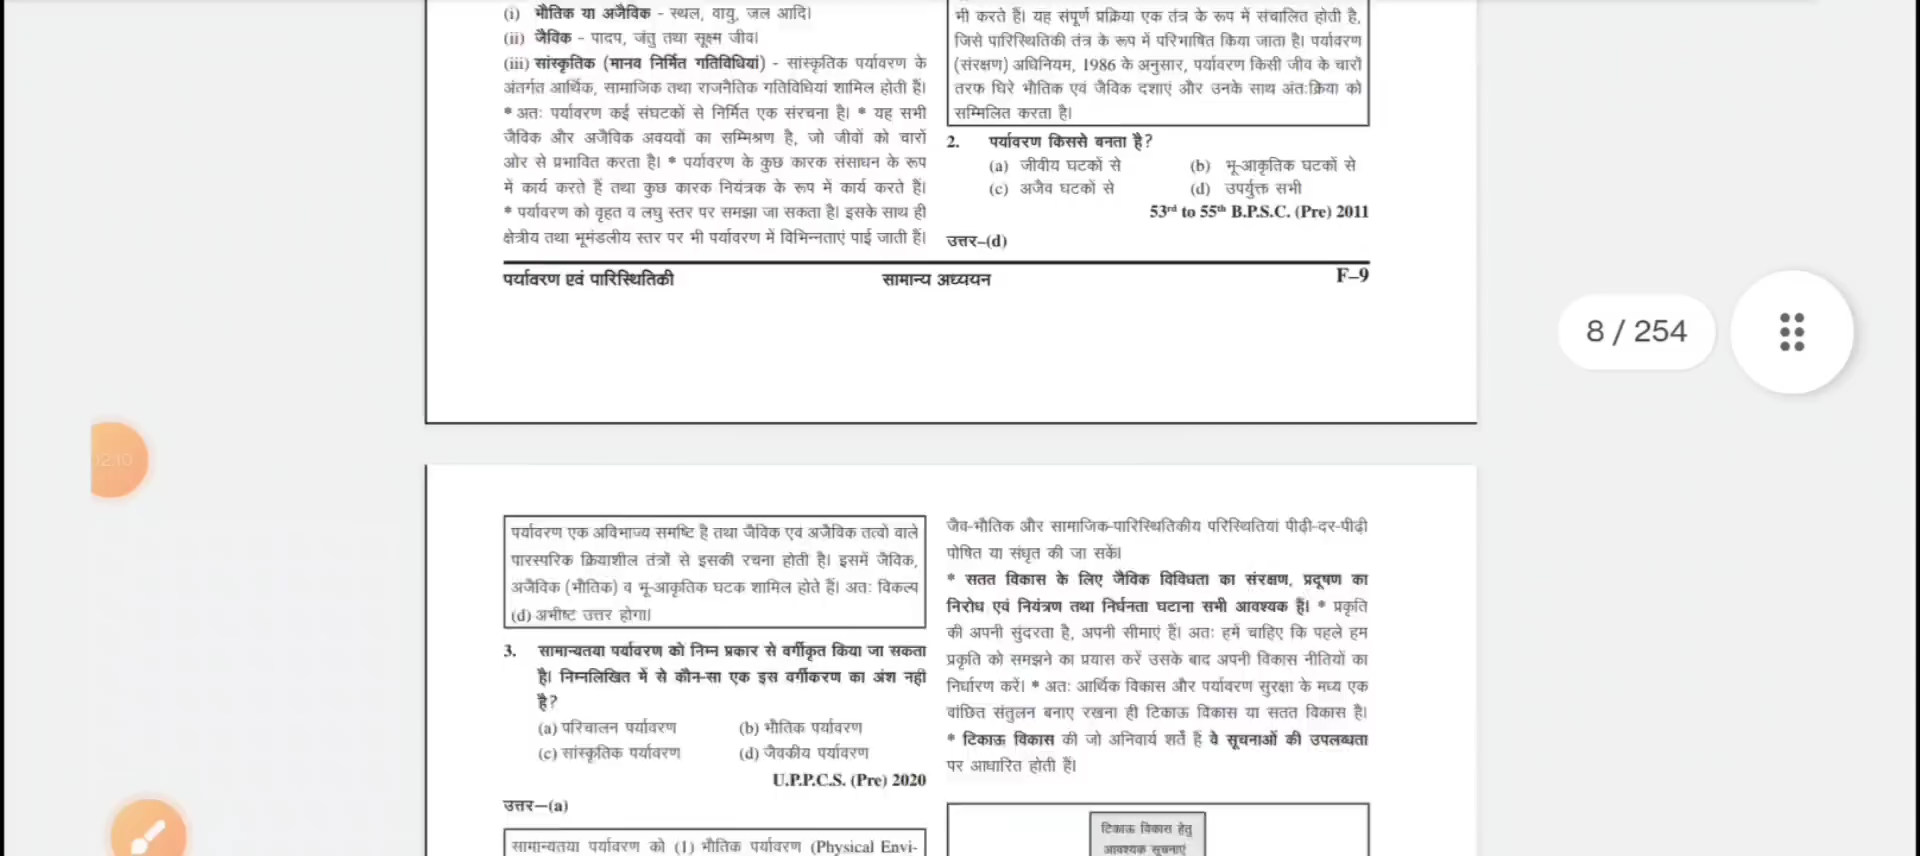 (i) भौतिक या अजैविक - स्थल, वायु, जल आदि।
(ii) जैविक - पादप, जंतु तथा सूक्ष्म जीव।
(iii) सांस्कृतिक (मानव निर्मित गतिविधियां) - सांस्कृतिक पर्यावरण के
अंतर्गत आर्थिक, सामाजिक तथा राजनैतिक गतिविधियां शामिल होती हैं।
* अतः पर्यावरण कई संघटकों से निर्मित एक संरचना है। * यह सभी
जैविक और अजैविक अवयवों का सम्मिश्रण है, जो जीवों को चारों
ओर से प्रभावित करता है। * पर्यावरण के कुछ कारक संसाधन के रूप
में कार्य करते हैं तथा कुछ कारक नियंत्रक के रूप में कार्य करते हैं।
* पर्यावरण को वृहत व लघु स्तर पर समझा जा सकता है। इसके साथ ही
क्षेत्रीय तथा भूमंडलीय स्तर पर भी पर्यावरण में विभिन्नताएं पाई जाती हैं।
भी करते हैं। यह संपूर्ण प्रक्रिया एक तंत्र के रूप में संचालित होती है,
जिसे पारिस्थितिकी तंत्र के रूप में परिभाषित किया जाता है। पर्यावरण
(संरक्षण) अधिनियम, 1986 के अनुसार, पर्यावरण किसी जीव के चारों
तरफ घिरे भौतिक एवं जैविक दशाएं और उनके साथ अंतःक्रिया को
सम्मिलित करता है।
2. पर्यावरण किससे बनता है?
(a) जीवीय घटकों से (b) भू-आकृतिक घटकों से
(c) अजैव घटकों से (d) उपर्युक्त सभी
53rd to 55th B.P.S.C. (Pre) 2011
उत्तर–(d)
पर्यावरण एवं पारिस्थितिकी सामान्य अध्ययन F–9
8 / 254
02:10
पर्यावरण एक अविभाज्य समष्टि है तथा जैविक एवं अजैविक तत्वों वाले
पारस्परिक क्रियाशील तंत्रों से इसकी रचना होती है। इसमें जैविक,
अजैविक (भौतिक) व भू-आकृतिक घटक शामिल होते हैं। अतः विकल्प
(d) अभीष्ट उत्तर होगा।
3. सामान्यतया पर्यावरण को निम्न प्रकार से वर्गीकृत किया जा सकता
है। निम्नलिखित में से कौन-सा एक इस वर्गीकरण का अंश नहीं
है?
(a) परिचालन पर्यावरण (b) भौतिक पर्यावरण
(c) सांस्कृतिक पर्यावरण (d) जैवकीय पर्यावरण
U.P.P.C.S. (Pre) 2020
उत्तर—(a)
सामान्यतया पर्यावरण को (1) भौतिक पर्यावरण (Physical Envi-
जैव-भौतिक और सामाजिक-पारिस्थितिकीय परिस्थितियां पीढ़ी-दर-पीढ़ी
पोषित या संधृत की जा सकें।
* सतत विकास के लिए जैविक विविधता का संरक्षण, प्रदूषण का
निरोध एवं नियंत्रण तथा निर्धनता घटाना सभी आवश्यक हैं। * प्रकृति
की अपनी सुंदरता है, अपनी सीमाएं हैं। अतः हमें चाहिए कि पहले हम
प्रकृति को समझने का प्रयास करें उसके बाद अपनी विकास नीतियों का
निर्धारण करें। * अतः आर्थिक विकास और पर्यावरण सुरक्षा के मध्य एक
वांछित संतुलन बनाए रखना ही टिकाऊ विकास या सतत विकास है।
* टिकाऊ विकास की जो अनिवार्य शर्तें हैं वे सूचनाओं की उपलब्धता
पर आधारित होती हैं।
टिकाऊ विकास हेतु
आवश्यक सूचनाएं